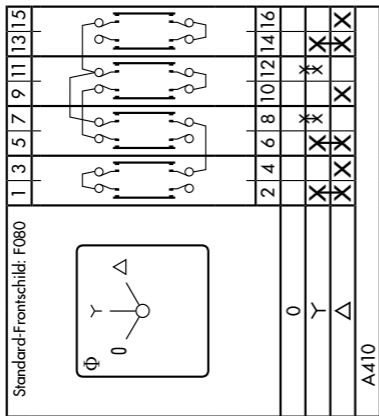 Standard-Frontschild: F080 1 3 5 7 9 11 13 15
Φ 0 Y △
2 4 6 8 10 12 14 16
0
Y X X X X X
△ X X X X X X
A410